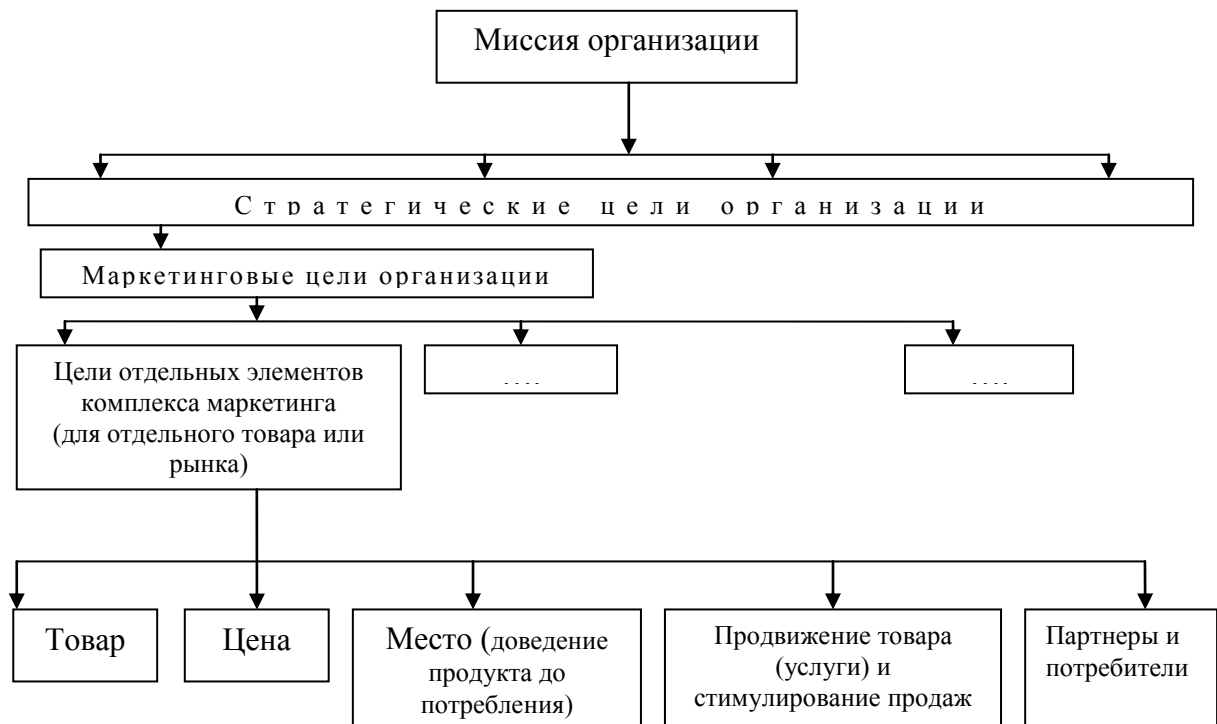 Миссия организации
Стратегические цели организации
Маркетинговые цели организации
Цели отдельных элементов
комплекса маркетинга
(для отдельного товара или
рынка)
....
....
Товар
Цена
Место (доведение
продукта до
потребления)
Продвижение товара
(услуги) и
стимулирование продаж
Партнеры и
потребители